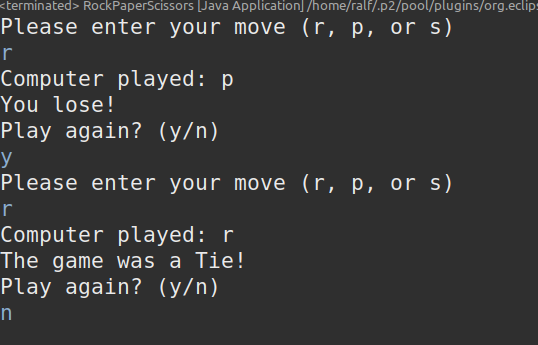 <terminated> RockPaperScissors [Java Application] /home/ralf/.p2/pool/plugins/org.eclips
Please enter your move (r, p, or s)
r
Computer played: p
You lose!
Play again? (y/n)
y
Please enter your move (r, p, or s)
r
Computer played: r
The game was a Tie!
Play again? (y/n)
n